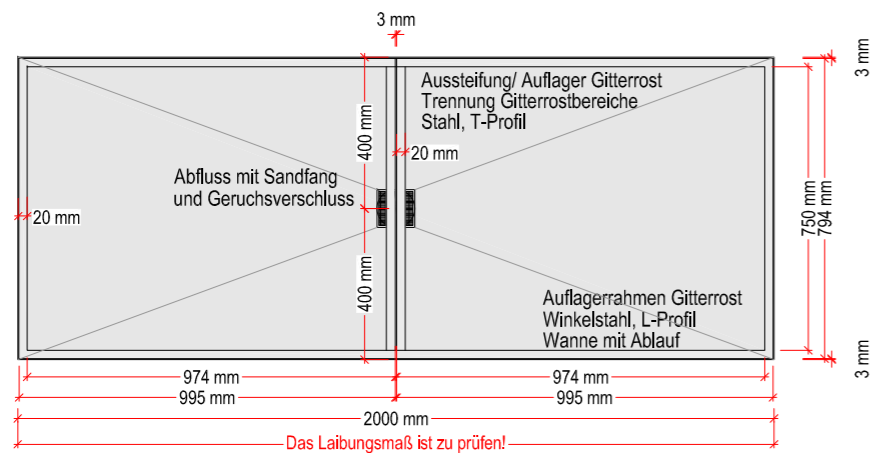 3 mm
3 mm
Aussteifung/ Auflager Gitterrost
Trennung Gitterrostbereiche
Stahl, T-Profil
400 mm
20 mm
Abfluss mit Sandfang
und Geruchsverschluss
20 mm
750 mm
794 mm
400 mm
Auflagerrahmen Gitterrost
Winkelstahl, L-Profil
Wanne mit Ablauf
3 mm
974 mm
974 mm
995 mm
995 mm
2000 mm
Das Laibungsmaß ist zu prüfen!